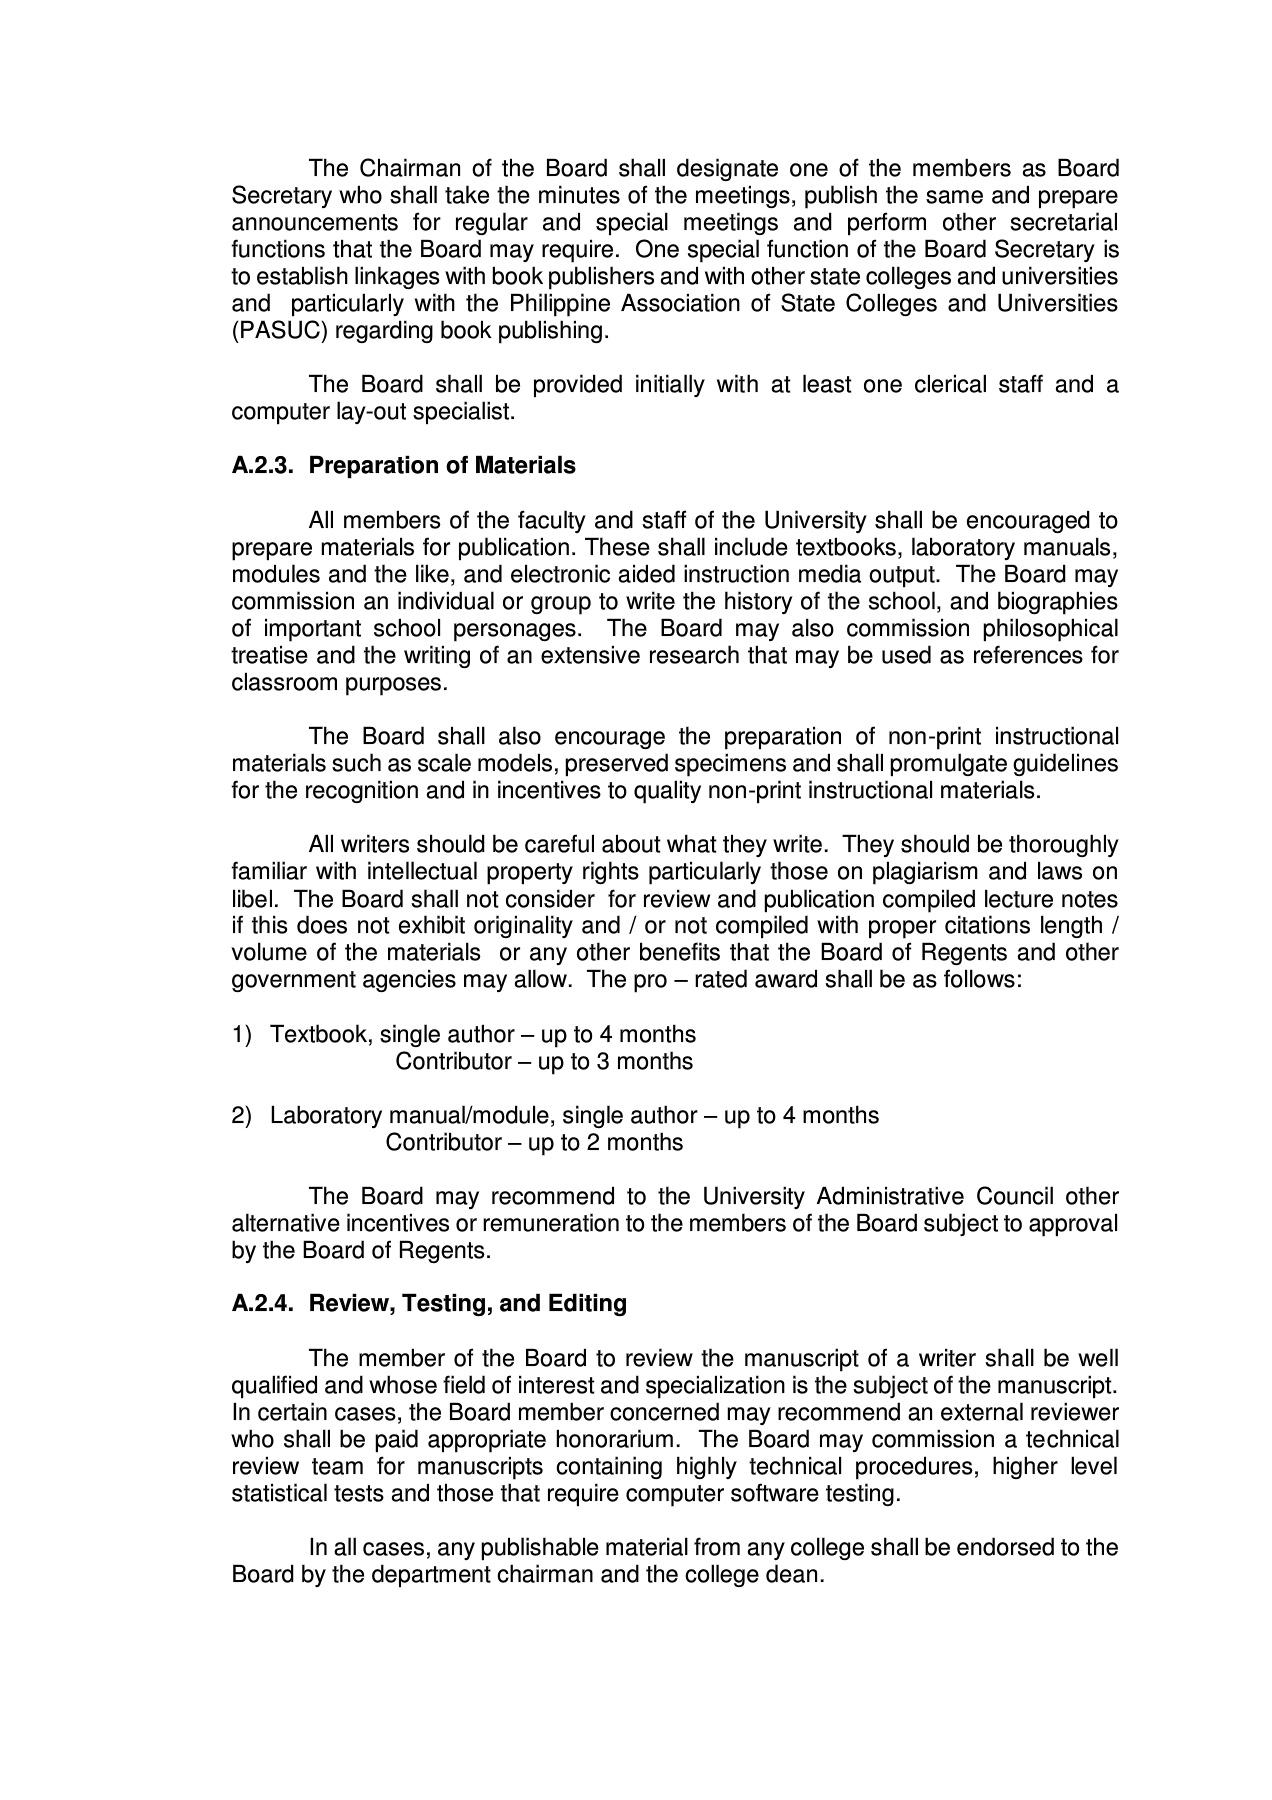 The Chairman of the Board shall designate one of the members as Board
Secretary who shall take the minutes of the meetings, publish the same and prepare
announcements for regular and special meetings and perform other secretarial
functions that the Board may require.  One special function of the Board Secretary is
to establish linkages with book publishers and with other state colleges and universities
and  particularly with the Philippine Association of State Colleges and Universities
(PASUC) regarding book publishing.
The Board shall be provided initially with at least one clerical staff and a
computer lay-out specialist.
A.2.3.  Preparation of Materials
All members of the faculty and staff of the University shall be encouraged to
prepare materials for publication. These shall include textbooks, laboratory manuals,
modules and the like, and electronic aided instruction media output.  The Board may
commission an individual or group to write the history of the school, and biographies
of important school personages.  The Board may also commission philosophical
treatise and the writing of an extensive research that may be used as references for
classroom purposes.
The Board shall also encourage the preparation of non-print instructional
materials such as scale models, preserved specimens and shall promulgate guidelines
for the recognition and in incentives to quality non-print instructional materials.
All writers should be careful about what they write.  They should be thoroughly
familiar with intellectual property rights particularly those on plagiarism and laws on
libel.  The Board shall not consider  for review and publication compiled lecture notes
if this does not exhibit originality and / or not compiled with proper citations length /
volume of the materials  or any other benefits that the Board of Regents and other
government agencies may allow.  The pro – rated award shall be as follows:
1)  Textbook, single author – up to 4 months
Contributor – up to 3 months
2)  Laboratory manual/module, single author – up to 4 months
Contributor – up to 2 months
The Board may recommend to the University Administrative Council other
alternative incentives or remuneration to the members of the Board subject to approval
by the Board of Regents.
A.2.4.  Review, Testing, and Editing
The member of the Board to review the manuscript of a writer shall be well
qualified and whose field of interest and specialization is the subject of the manuscript.
In certain cases, the Board member concerned may recommend an external reviewer
who shall be paid appropriate honorarium.  The Board may commission a technical
review team for manuscripts containing highly technical procedures, higher level
statistical tests and those that require computer software testing.
In all cases, any publishable material from any college shall be endorsed to the
Board by the department chairman and the college dean.